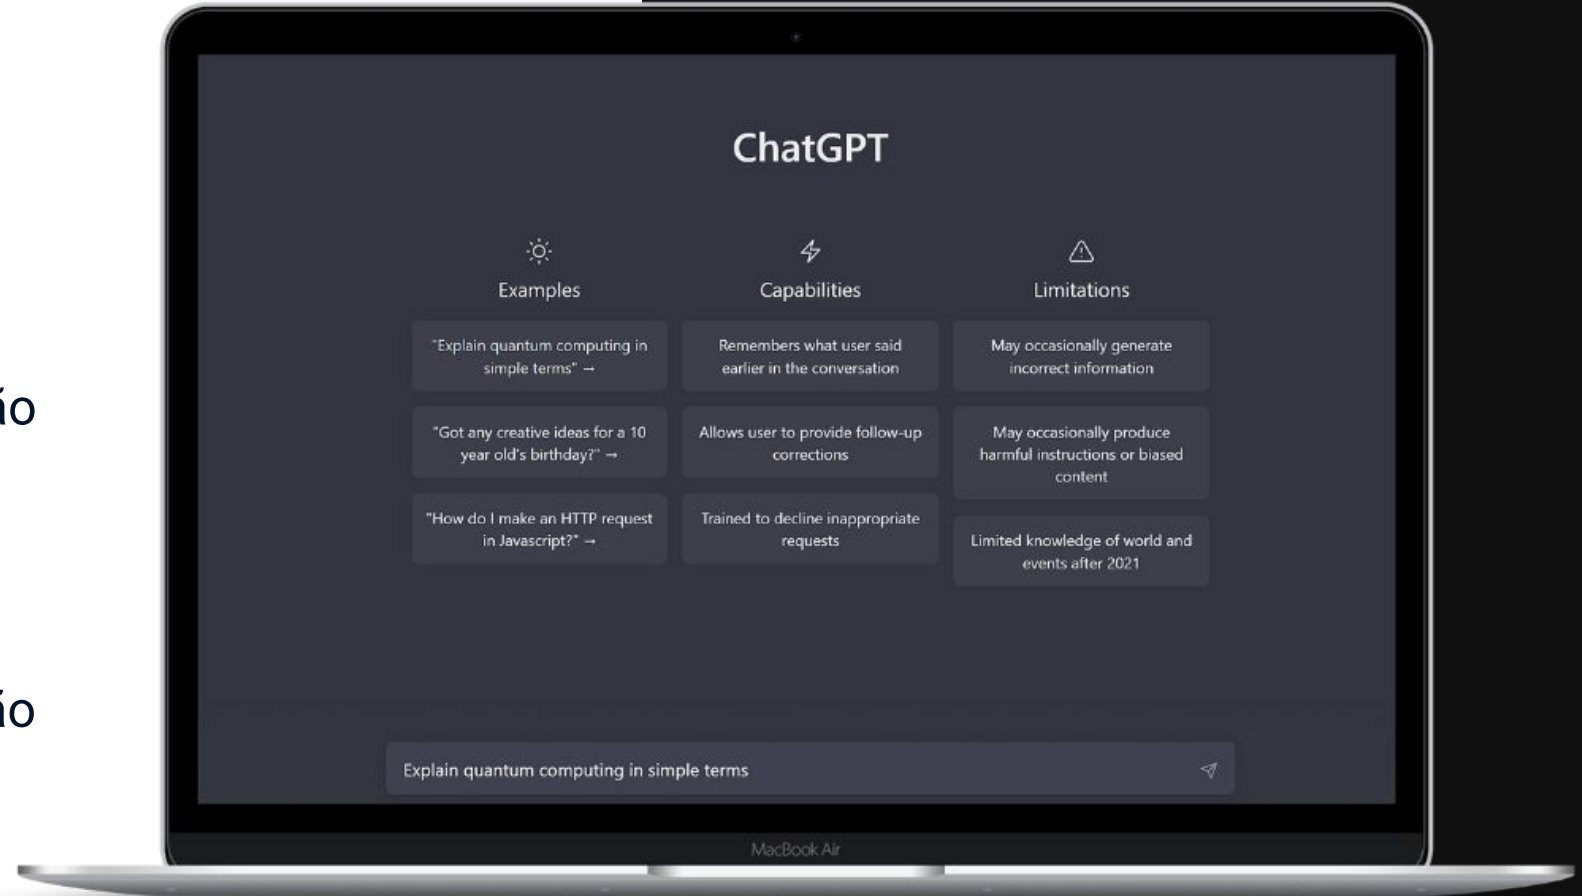 ChatGPT
Examples
"Explain quantum computing in
simple terms" →
"Got any creative ideas for a 10
year old's birthday?" →
"How do I make an HTTP request
in Javascript?" →
Capabilities
Remembers what user said
earlier in the conversation
Allows user to provide follow-up
corrections
Trained to decline inappropriate
requests
Limitations
May occasionally generate
incorrect information
May occasionally produce
harmful instructions or biased
content
Limited knowledge of world and
events after 2021
Explain quantum computing in simple terms
MacBook Air